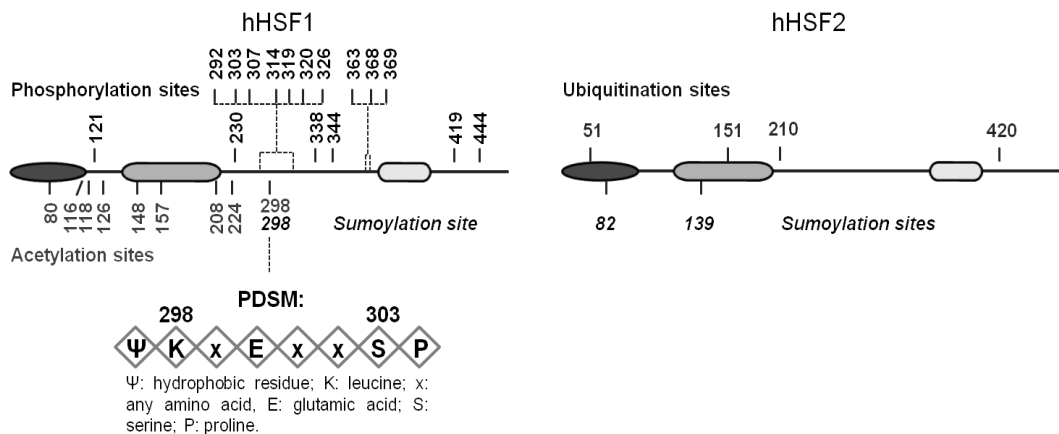 hHSF1
hHSF2
292 303 307 314 319 320 326 363 368 369
Phosphorylation sites
Ubiquitination sites
121 230 338 344 419 444
51 151 210 420
80 116 118 126 148 157 208 224 298
298 Sumoylation site
82 139 Sumoylation sites
Acetylation sites
PDSM:
298 303
Ψ K x E x x S P
Ψ: hydrophobic residue; K: leucine; x:
any amino acid, E: glutamic acid; S:
serine; P: proline.